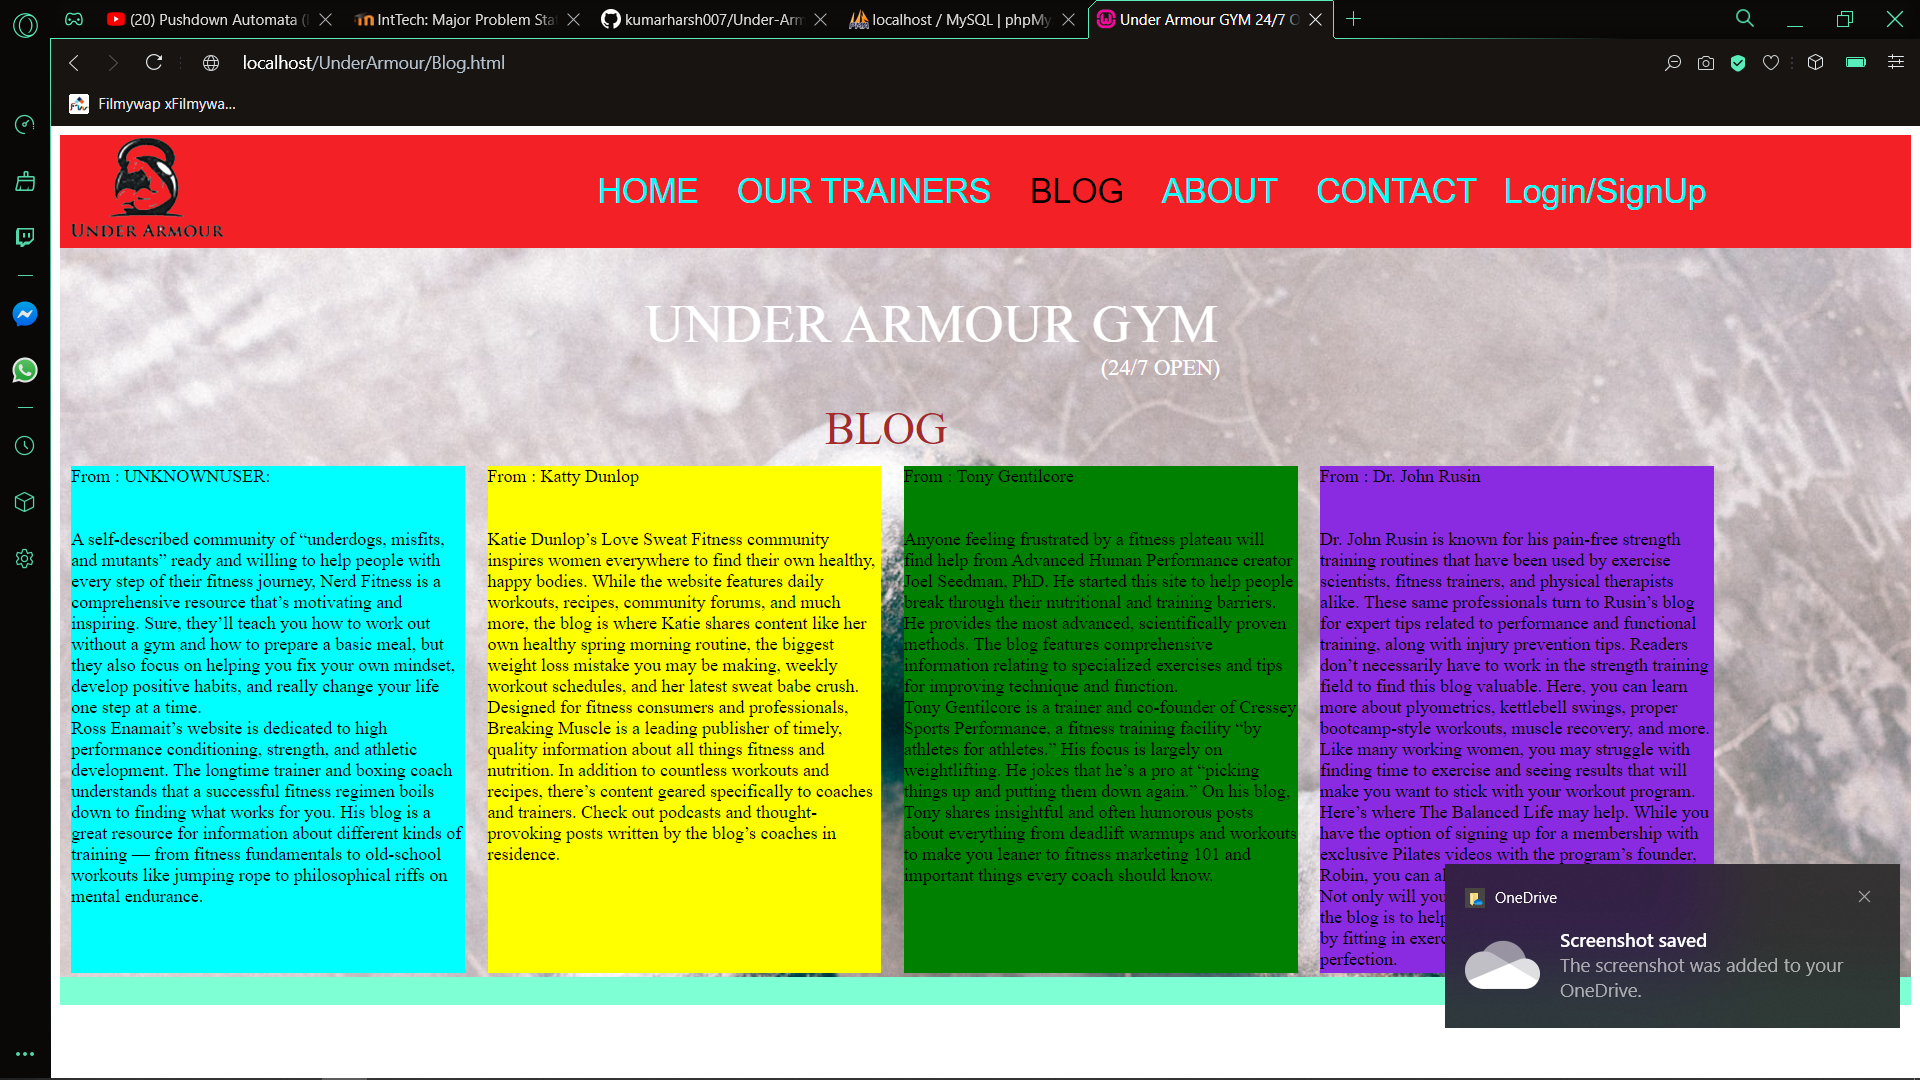 (20) Pushdown Automata (
IntTech: Major Problem Sta
kumarharsh007/Under-Arm
localhost / MySQL | phpMy
Under Armour GYM 24/7 O
localhost/UnderArmour/Blog.html
Filmywap xFilmywa...
UNDER ARMOUR
HOME OUR TRAINERS BLOG ABOUT CONTACT Login/SignUp
UNDER ARMOUR GYM
(24/7 OPEN)
BLOG
From : UNKNOWNUSER:
A self-described community of “underdogs, misfits,
and mutants” ready and willing to help people with
every step of their fitness journey, Nerd Fitness is a
comprehensive resource that’s motivating and
inspiring. Sure, they’ll teach you how to work out
without a gym and how to prepare a basic meal, but
they also focus on helping you fix your own mindset,
develop positive habits, and really change your life
one step at a time.
Ross Enamait’s website is dedicated to high
performance conditioning, strength, and athletic
development. The longtime trainer and boxing coach
understands that a successful fitness regimen boils
down to finding what works for you. His blog is a
great resource for information about different kinds of
training — from fitness fundamentals to old-school
workouts like jumping rope to philosophical riffs on
mental endurance.
From : Katty Dunlop
Katie Dunlop’s Love Sweat Fitness community
inspires women everywhere to find their own healthy,
happy bodies. While the website features daily
workouts, recipes, community forums, and much
more, the blog is where Katie shares content like her
own healthy spring morning routine, the biggest
weight loss mistake you may be making, weekly
workout schedules, and her latest sweat babe crush.
Designed for fitness consumers and professionals,
Breaking Muscle is a leading publisher of timely,
quality information about all things fitness and
nutrition. In addition to countless workouts and
recipes, there’s content geared specifically to coaches
and trainers. Check out podcasts and thought-
provoking posts written by the blog’s coaches in
residence.
From : Tony Gentilcore
Anyone feeling frustrated by a fitness plateau will
find help from Advanced Human Performance creator
Joel Seedman, PhD. He started this site to help people
break through their nutritional and training barriers.
He provides the most advanced, scientifically proven
methods. The blog features comprehensive
information relating to specialized exercises and tips
for improving technique and function.
Tony Gentilcore is a trainer and co-founder of Cressey
Sports Performance, a fitness training facility “by
athletes for athletes.” His focus is largely on
weightlifting. He jokes that he’s a pro at “picking
things up and putting them down again.” On his blog,
Tony shares insightful and often humorous posts
about everything from deadlift warmups and workouts
to make you leaner to fitness marketing 101 and
important things every coach should know.
From : Dr. John Rusin
Dr. John Rusin is known for his pain-free strength
training routines that have been used by exercise
scientists, fitness trainers, and physical therapists
alike. These same professionals turn to Rusin’s blog
for expert tips related to performance and functional
training, along with injury prevention tips. Readers
don’t necessarily have to work in the strength training
field to find this blog valuable. Here, you can learn
more about plyometrics, kettlebell swings, proper
bootcamp-style workouts, muscle recovery, and more.
Like many working women, you may struggle with
finding time to exercise and seeing results that will
make you want to stick with your workout program.
Here’s where The Balanced Life may help. While you
have the option of signing up for a membership with
exclusive Pilates videos with the program’s founder,
Robin, you can al
Not only will you
the blog is to help
by fitting in exerc
perfection.
OneDrive
Screenshot saved
The screenshot was added to your
OneDrive.